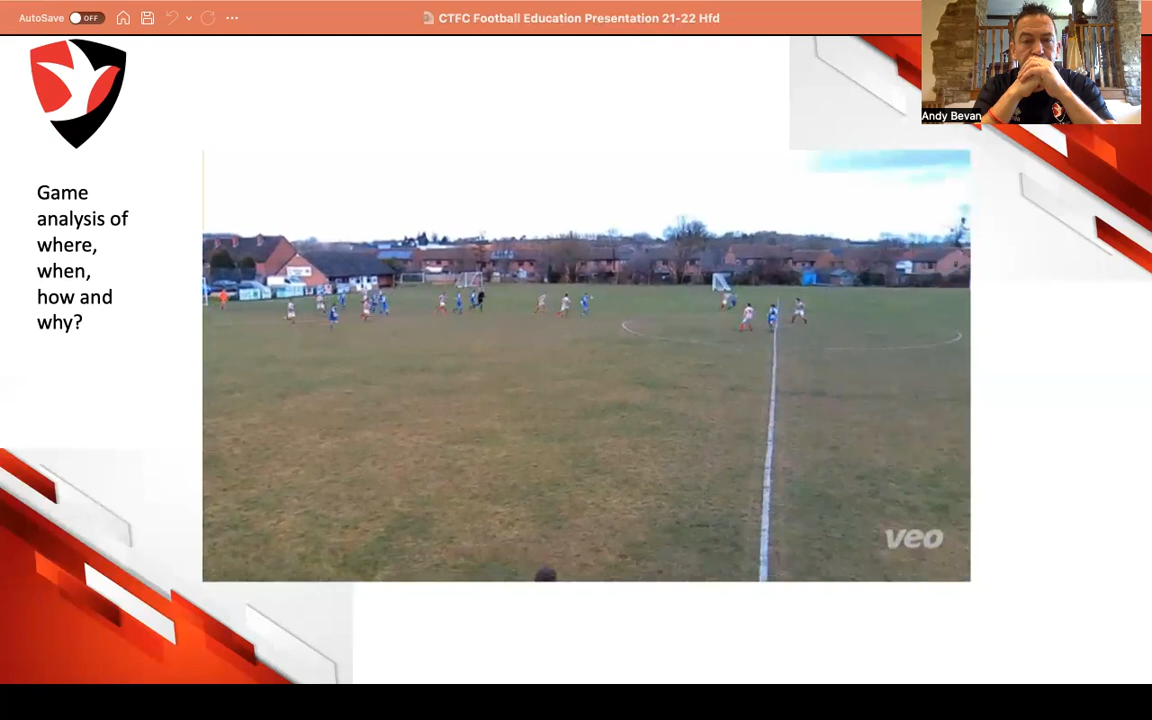 AutoSave OFF
CTFC Football Education Presentation 21-22 Hfd
Andy Bevan
Game
analysis of
where,
when,
how and
why?
veo